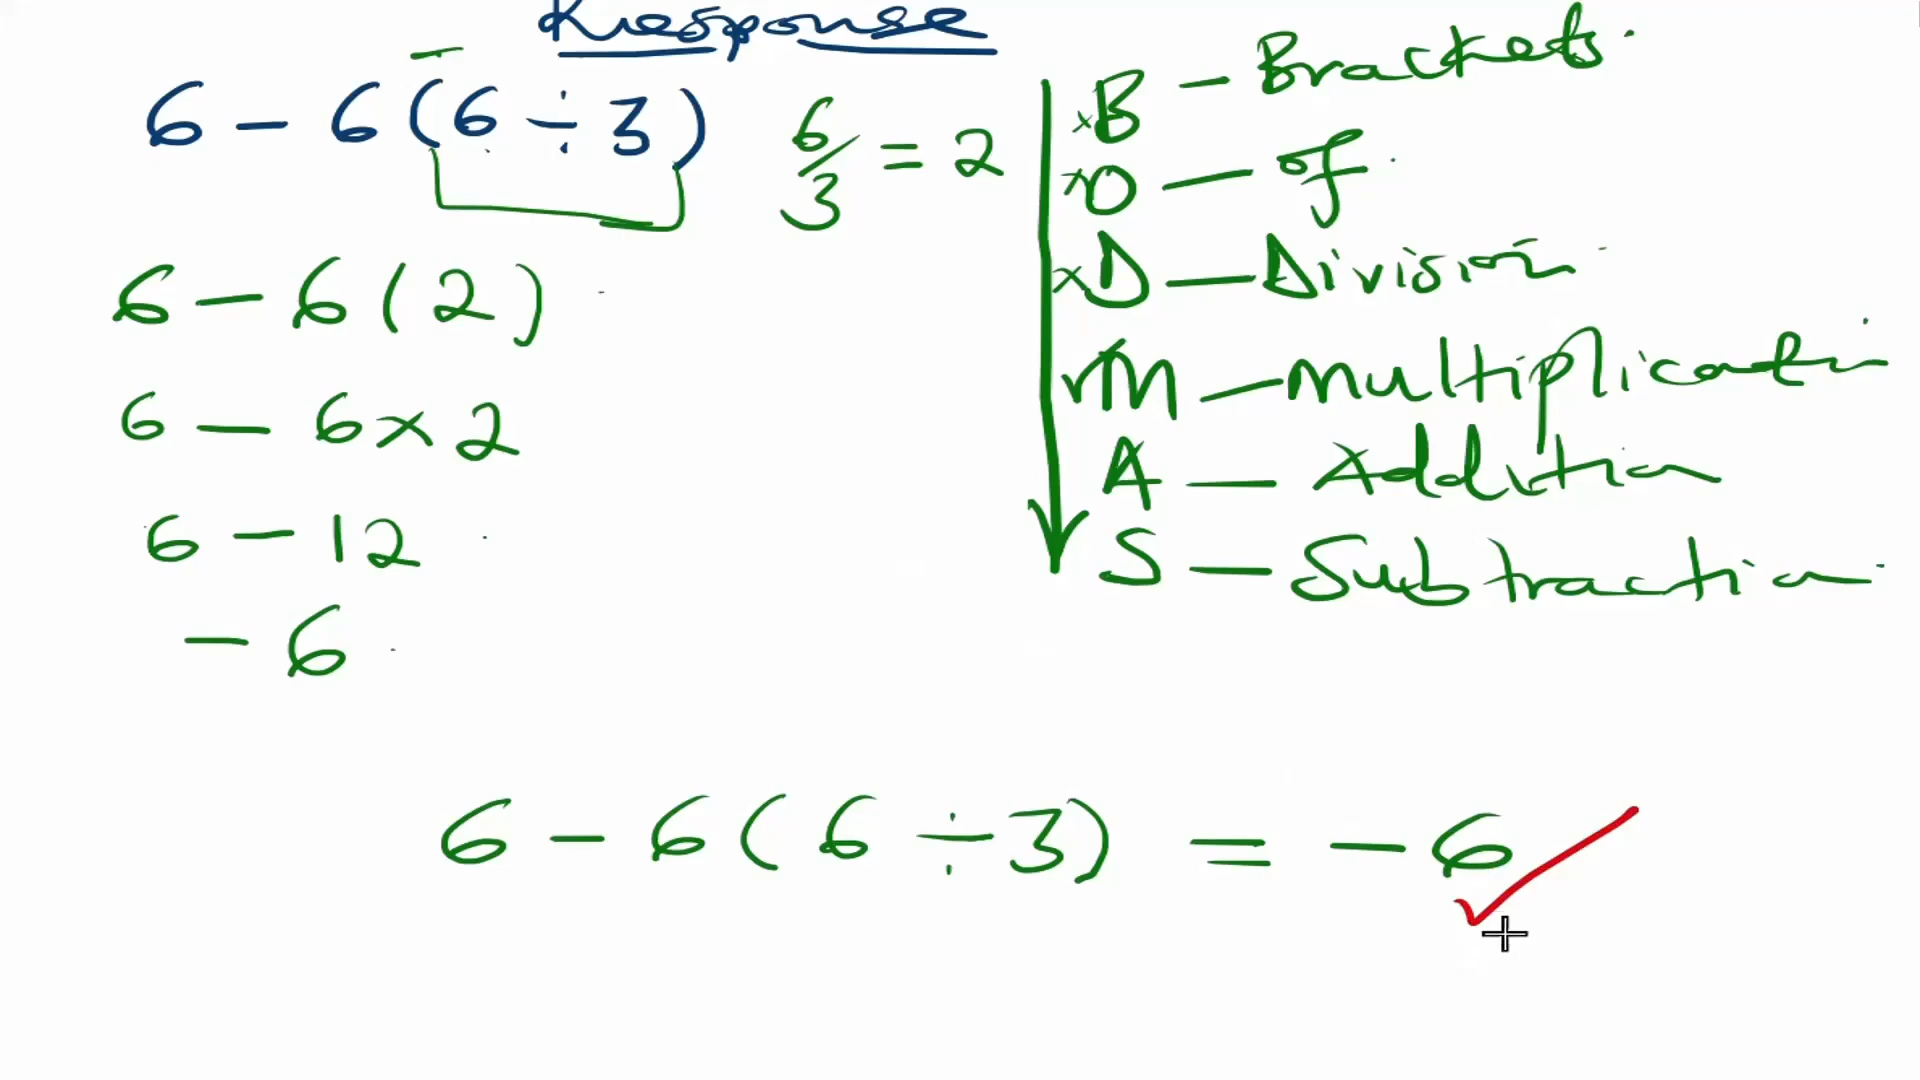 Response
6 - 6(6 ÷ 3)
6/3 = 2
6 - 6(2)
6 - 6×2
6 - 12
- 6
B - Brackets.
O - of
D - Division
M - Multiplication
A - Addition
S - Subtraction
6 - 6(6 ÷ 3) = -6